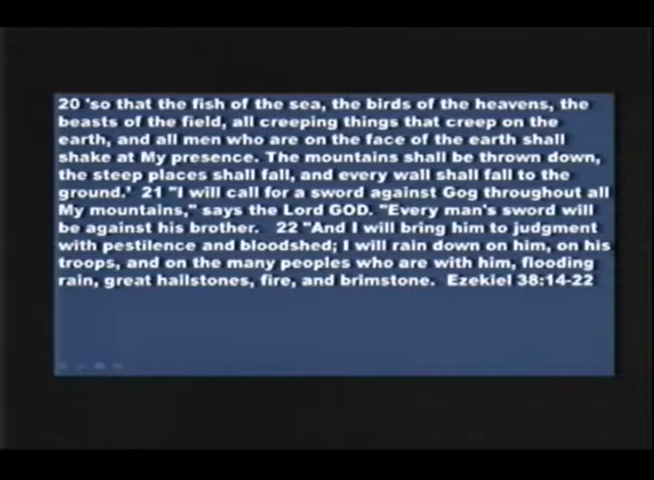 20 'so that the fish of the sea, the birds of the heavens, the
beasts of the field, all creeping things that creep on the
earth, and all men who are on the face of the earth shall
shake at My presence. The mountains shall be thrown down,
the steep places shall fall, and every wall shall fall to the
ground.' 21 "I will call for a sword against Gog throughout all
My mountains," says the Lord GOD. "Every man's sword will
be against his brother. 22 "And I will bring him to judgment
with pestilence and bloodshed; I will rain down on him, on his
troops, and on the many peoples who are with him, flooding
rain, great hailstones, fire, and brimstone. Ezekiel 38:14-22